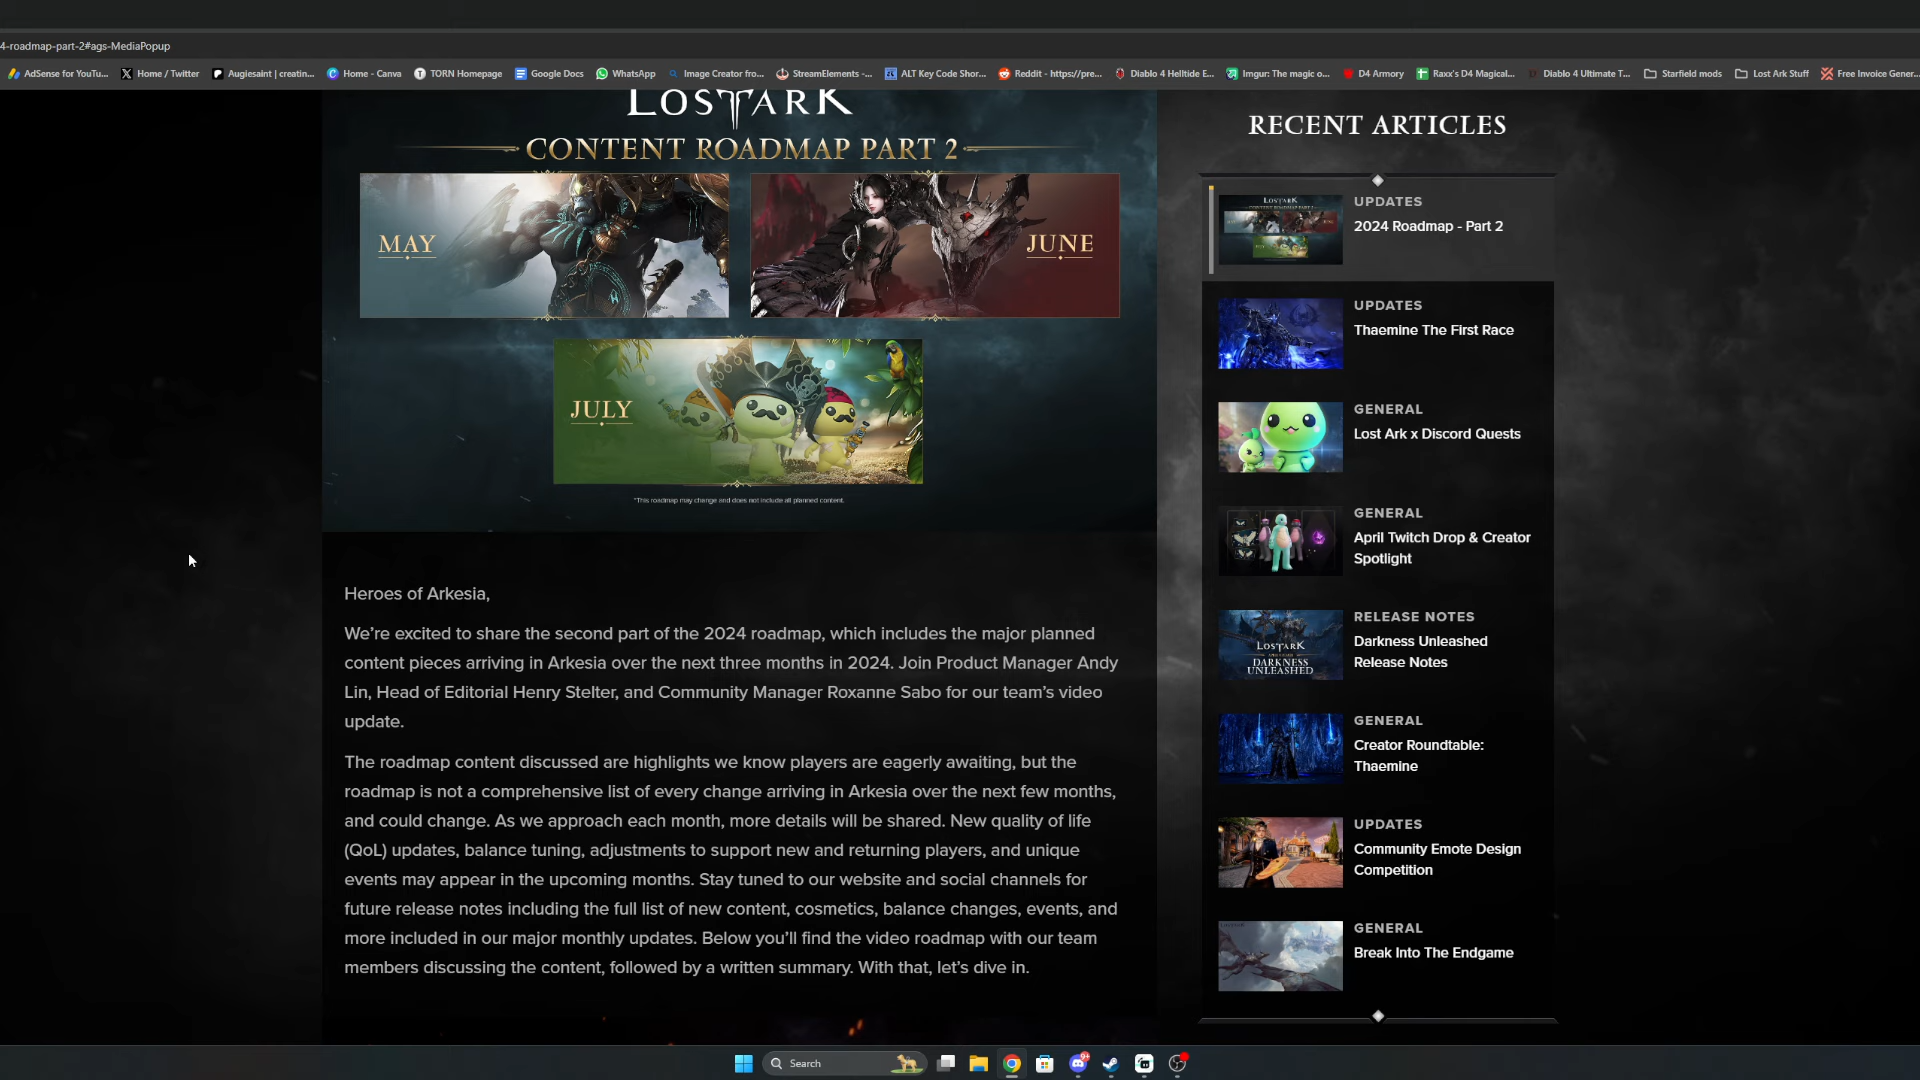 4-roadmap-part-2#ags-MediaPopup
AdSense for YouTu...
Home / Twitter
Augiesaint | creatin...
Home - Canva
TORN Homepage
Google Docs
WhatsApp
Image Creator fro...
StreamElements -...
ALT Key Code Shor...
Reddit - https://pre...
Diablo 4 Helltide E...
Imgur: The magic o...
D4 Armory
Raxx's D4 Magical...
Diablo 4 Ultimate T...
Starfield mods
Lost Ark Stuff
Free Invoice Gener...
LOST ARK
CONTENT ROADMAP PART 2
MAY
JUNE
JULY
*This roadmap may change and does not include all planned content.
Heroes of Arkesia,
We’re excited to share the second part of the 2024 roadmap, which includes the major planned
content pieces arriving in Arkesia over the next three months in 2024. Join Product Manager Andy
Lin, Head of Editorial Henry Stelter, and Community Manager Roxanne Sabo for our team’s video
update.
The roadmap content discussed are highlights we know players are eagerly awaiting, but the
roadmap is not a comprehensive list of every change arriving in Arkesia over the next few months,
and could change. As we approach each month, more details will be shared. New quality of life
(QoL) updates, balance tuning, adjustments to support new and returning players, and unique
events may appear in the upcoming months. Stay tuned to our website and social channels for
future release notes including the full list of new content, cosmetics, balance changes, events, and
more included in our major monthly updates. Below you’ll find the video roadmap with our team
members discussing the content, followed by a written summary. With that, let’s dive in.
RECENT ARTICLES
UPDATES
2024 Roadmap - Part 2
UPDATES
Thaemine The First Race
GENERAL
Lost Ark x Discord Quests
GENERAL
April Twitch Drop & Creator
Spotlight
LOST ARK
DARKNESS
UNLEASHED
RELEASE NOTES
Darkness Unleashed
Release Notes
GENERAL
Creator Roundtable:
Thaemine
UPDATES
Community Emote Design
Competition
GENERAL
Break Into The Endgame
Search